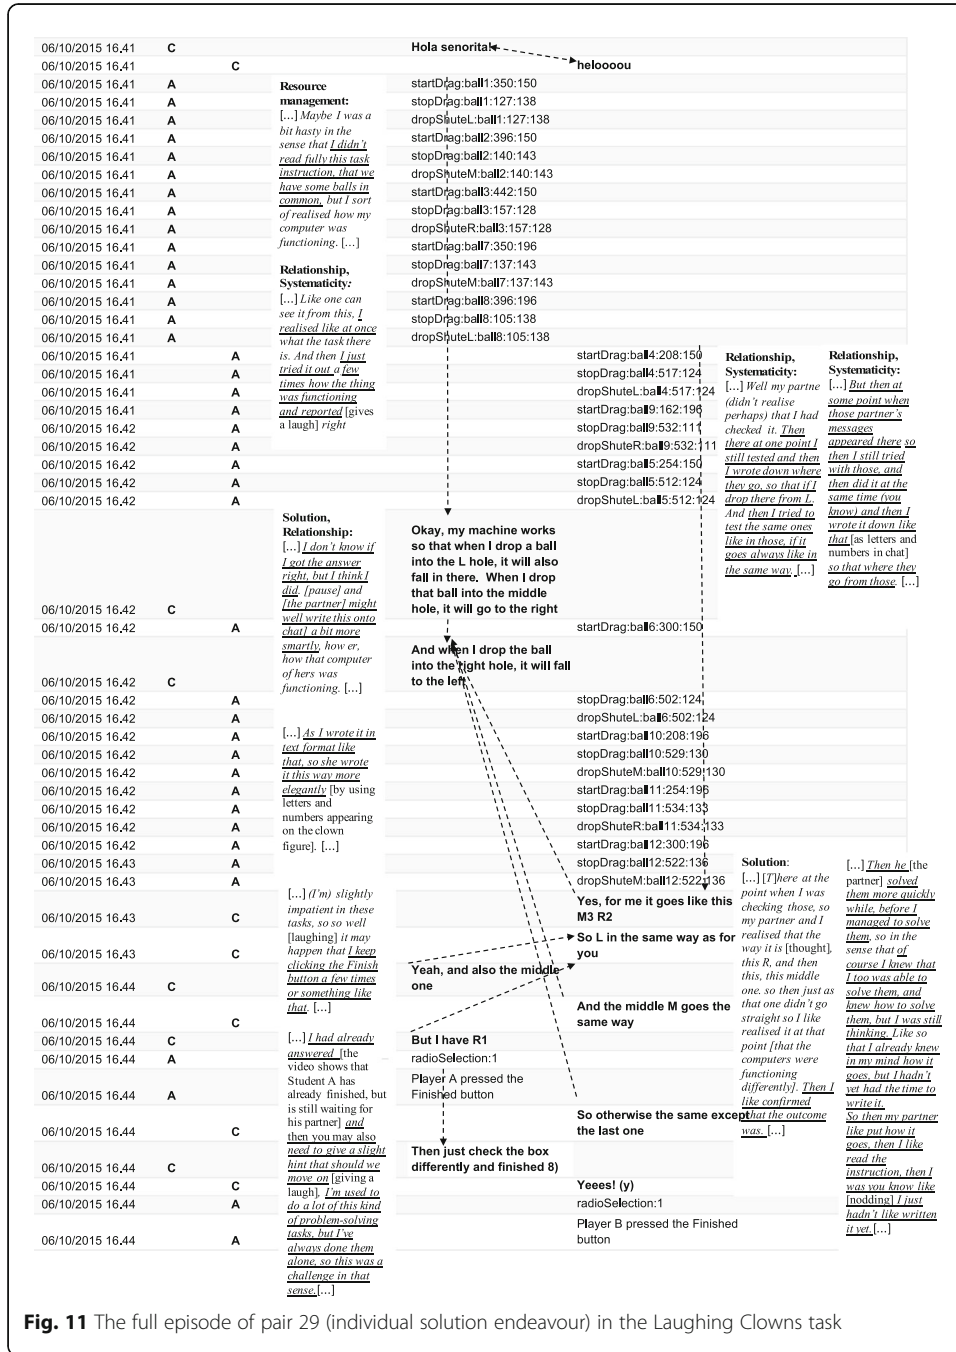 06/10/2015 16.41 C Hola senorita!
06/10/2015 16.41 C heloooou
06/10/2015 16.41 A startDrag:ball1:350:150
06/10/2015 16.41 A stopDrag:ball1:127:138
06/10/2015 16.41 A dropShuteL:ball1:127:138
06/10/2015 16.41 A startDrag:ball2:396:150
06/10/2015 16.41 A stopDrag:ball2:140:143
06/10/2015 16.41 A dropShuteM:ball2:140:143
06/10/2015 16.41 A startDrag:ball3:442:150
06/10/2015 16.41 A stopDrag:ball3:157:128
06/10/2015 16.41 A dropShuteR:ball3:157:128
06/10/2015 16.41 A startDrag:ball7:350:196
06/10/2015 16.41 A stopDrag:ball7:137:143
06/10/2015 16.41 A dropShuteM:ball7:137:143
06/10/2015 16.41 A startDrag:ball8:396:196
06/10/2015 16.41 A stopDrag:ball8:105:138
06/10/2015 16.41 A dropShuteL:ball8:105:138
06/10/2015 16.41 A startDrag:ball4:208:150
06/10/2015 16.41 A stopDrag:ball4:517:124
06/10/2015 16.41 A dropShuteL:ball4:517:124
06/10/2015 16.41 A startDrag:ball9:162:196
06/10/2015 16.42 A stopDrag:ball9:532:111
06/10/2015 16.42 A dropShuteR:ball9:532:111
06/10/2015 16.42 A startDrag:ball5:254:150
06/10/2015 16.42 A stopDrag:ball5:512:124
06/10/2015 16.42 A dropShuteL:ball5:512:124
Okay, my machine works
so that when I drop a ball
into the L hole, it will also
fall in there. When I drop
that ball into the middle
06/10/2015 16.42 C hole, it will go to the right
06/10/2015 16.42 A startDrag:ball6:300:150
And when I drop the ball
into the right hole, it will fall
06/10/2015 16.42 C to the left
06/10/2015 16.42 A stopDrag:ball6:502:124
06/10/2015 16.42 A dropShuteL:ball6:502:124
06/10/2015 16.42 A startDrag:ball10:208:196
06/10/2015 16.42 A stopDrag:ball10:529:130
06/10/2015 16.42 A dropShuteM:ball10:529:130
06/10/2015 16.42 A startDrag:ball11:254:196
06/10/2015 16.42 A stopDrag:ball11:534:133
06/10/2015 16.42 A dropShuteR:ball11:534:133
06/10/2015 16.42 A startDrag:ball12:300:196
06/10/2015 16.43 A stopDrag:ball12:522:136
06/10/2015 16.43 A dropShuteM:ball12:522:136
Yes, for me it goes like this
06/10/2015 16.43 C M3 R2
So L in the same way as for
06/10/2015 16.43 C you
Yeah, and also the middle
06/10/2015 16.44 C one
And the middle M goes the
06/10/2015 16.44 C same way
06/10/2015 16.44 C But I have R1
06/10/2015 16.44 A radioSelection:1
Player A pressed the
06/10/2015 16.44 A Finished button
So otherwise the same except
06/10/2015 16.44 C the last one
Then just check the box
06/10/2015 16.44 C differently and finished 8)
06/10/2015 16.44 C Yeees! (y)
06/10/2015 16.44 A radioSelection:1
Player B pressed the Finished
06/10/2015 16.44 A button
Resource
management:
[...] Maybe I was a
bit hasty in the
sense that I didn't
read fully this task
instruction, that we
have some balls in
common, but I sort
of realised how my
computer was
functioning. [...]
Relationship,
Systematicity:
[...] Like one can
see it from this, I
realised like at once
what the task there
is. And then I just
tried it out a few
times how the thing
was functioning
and reported [gives
a laugh] right
Solution,
Relationship:
[...] I don't know if
I got the answer
right, but I think I
did. [pause] and
[the partner] might
well write this onto
chat] a bit more
smartly, how er,
how that computer
of hers was
functioning. [...]
[...] As I wrote it in
text format like
that, so she wrote
it this way more
elegantly [by using
letters and
numbers appearing
on the clown
figure]. [...]
[...] (I'm) slightly
impatient in these
tasks, so so well
[laughing] it may
happen that I keep
clicking the Finish
button a few times
or something like
that. [...]
[...] I had already
answered [the
video shows that
Student A has
already finished, but
is still waiting for
his partner] and
then you may also
need to give a slight
hint that should we
move on [giving a
laugh], I'm used to
do a lot of this kind
of problem-solving
tasks, but I've
always done them
alone, so this was a
challenge in that
sense.[...]
Relationship,
Systematicity:
[...] Well my partne
(didn't realise
perhaps) that I had
checked it. Then
there at one point I
still tested and then
I wrote down where
they go, so that if I
drop there from L.
And then I tried to
test the same ones
like in those, if it
goes always like in
the same way. [...]
Relationship,
Systematicity:
[...] But then at
some point when
those partner's
messages
appeared there so
then I still tried
with those, and
then did it at the
same time (you
know) and then I
wrote it down like
that [as letters and
numbers in chat]
so that where they
go from those. [...]
Solution:
[...] [T]here at the
point when I was
checking those, so
my partner and I
realised that the
way it is [thought],
this R, and then
this, this middle
one. so then just as
that one didn't go
straight so I like
realised it at that
point [that the
computers were
functioning
differently]. Then I
like confirmed
that the outcome
was. [...]
[...] Then he [the
partner] solved
them more quickly
while, before I
managed to solve
them, so in the
sense that of
course I knew that
I too was able to
solve them, and
knew how to solve
them, but I was still
thinking. Like so
that I already knew
in my mind how it
goes, but I hadn't
yet had the time to
write it.
So then my partner
like put how it
goes, then I like
read the
instruction, then I
was you know like
[nodding] I just
hadn't like written
it yet. [...]
Fig. 11 The full episode of pair 29 (individual solution endeavour) in the Laughing Clowns task